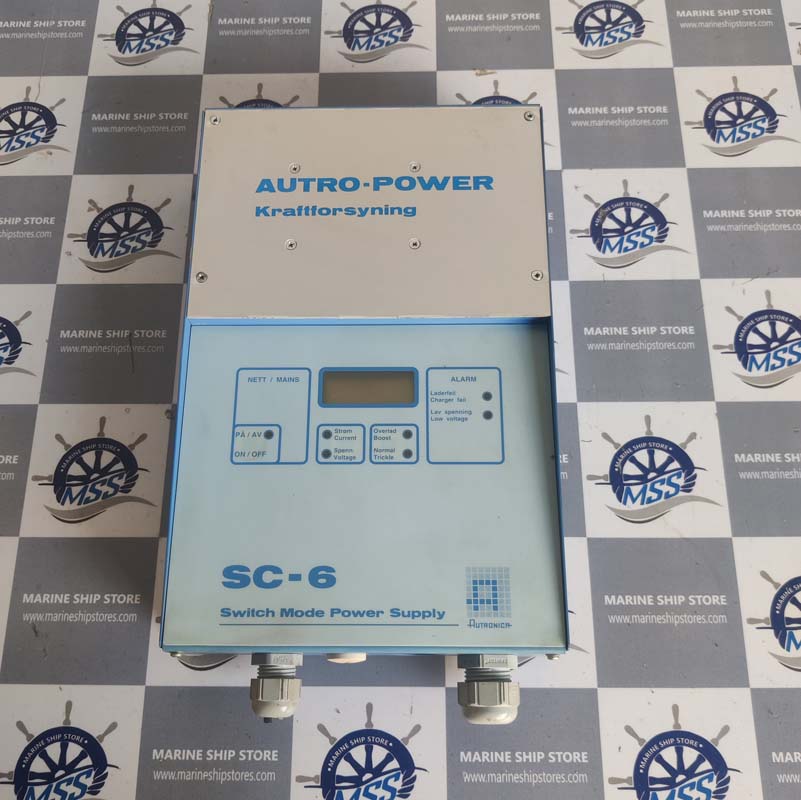 AUTRO-POWER
Kraftforsyning
NETT / MAINS
PÅ / AV
ON / OFF
Strøm
Current
Spenn
Voltage
Overlad
Boost
Normal
Trickle
ALARM
Laderfeil
Charger fail
Lav spenning
Low voltage
SC-6
Switch Mode Power Supply
AUTRONICA
MARINE SHIP STORE
www.marineshipstores.com
MSS